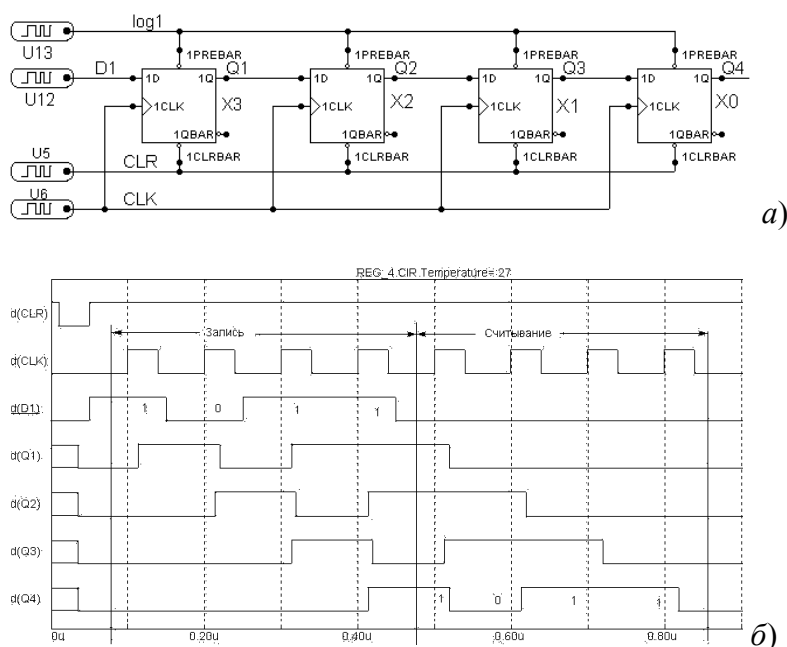 log1
U13
1PREBAR 1PREBAR 1PREBAR 1PREBAR
D1 1D 1Q Q1 1D 1Q Q2 1D 1Q Q3 1D 1Q Q4
U12
1CLK X3 1CLK X2 1CLK X1 1CLK X0
1QBAR 1QBAR 1QBAR 1QBAR
U5 CLR 1CLRBAR 1CLRBAR 1CLRBAR 1CLRBAR
U6 CLK
а)
REG_4.CIR Temperature= 27
d(CLR)
Запись Считывание
d(CLK)
d(D1) 1 0 1 1
d(Q1)
d(Q2)
d(Q3)
d(Q4) 1 0 1 1
0u 0.20u 0.40u 0.60u 0.80u
б)